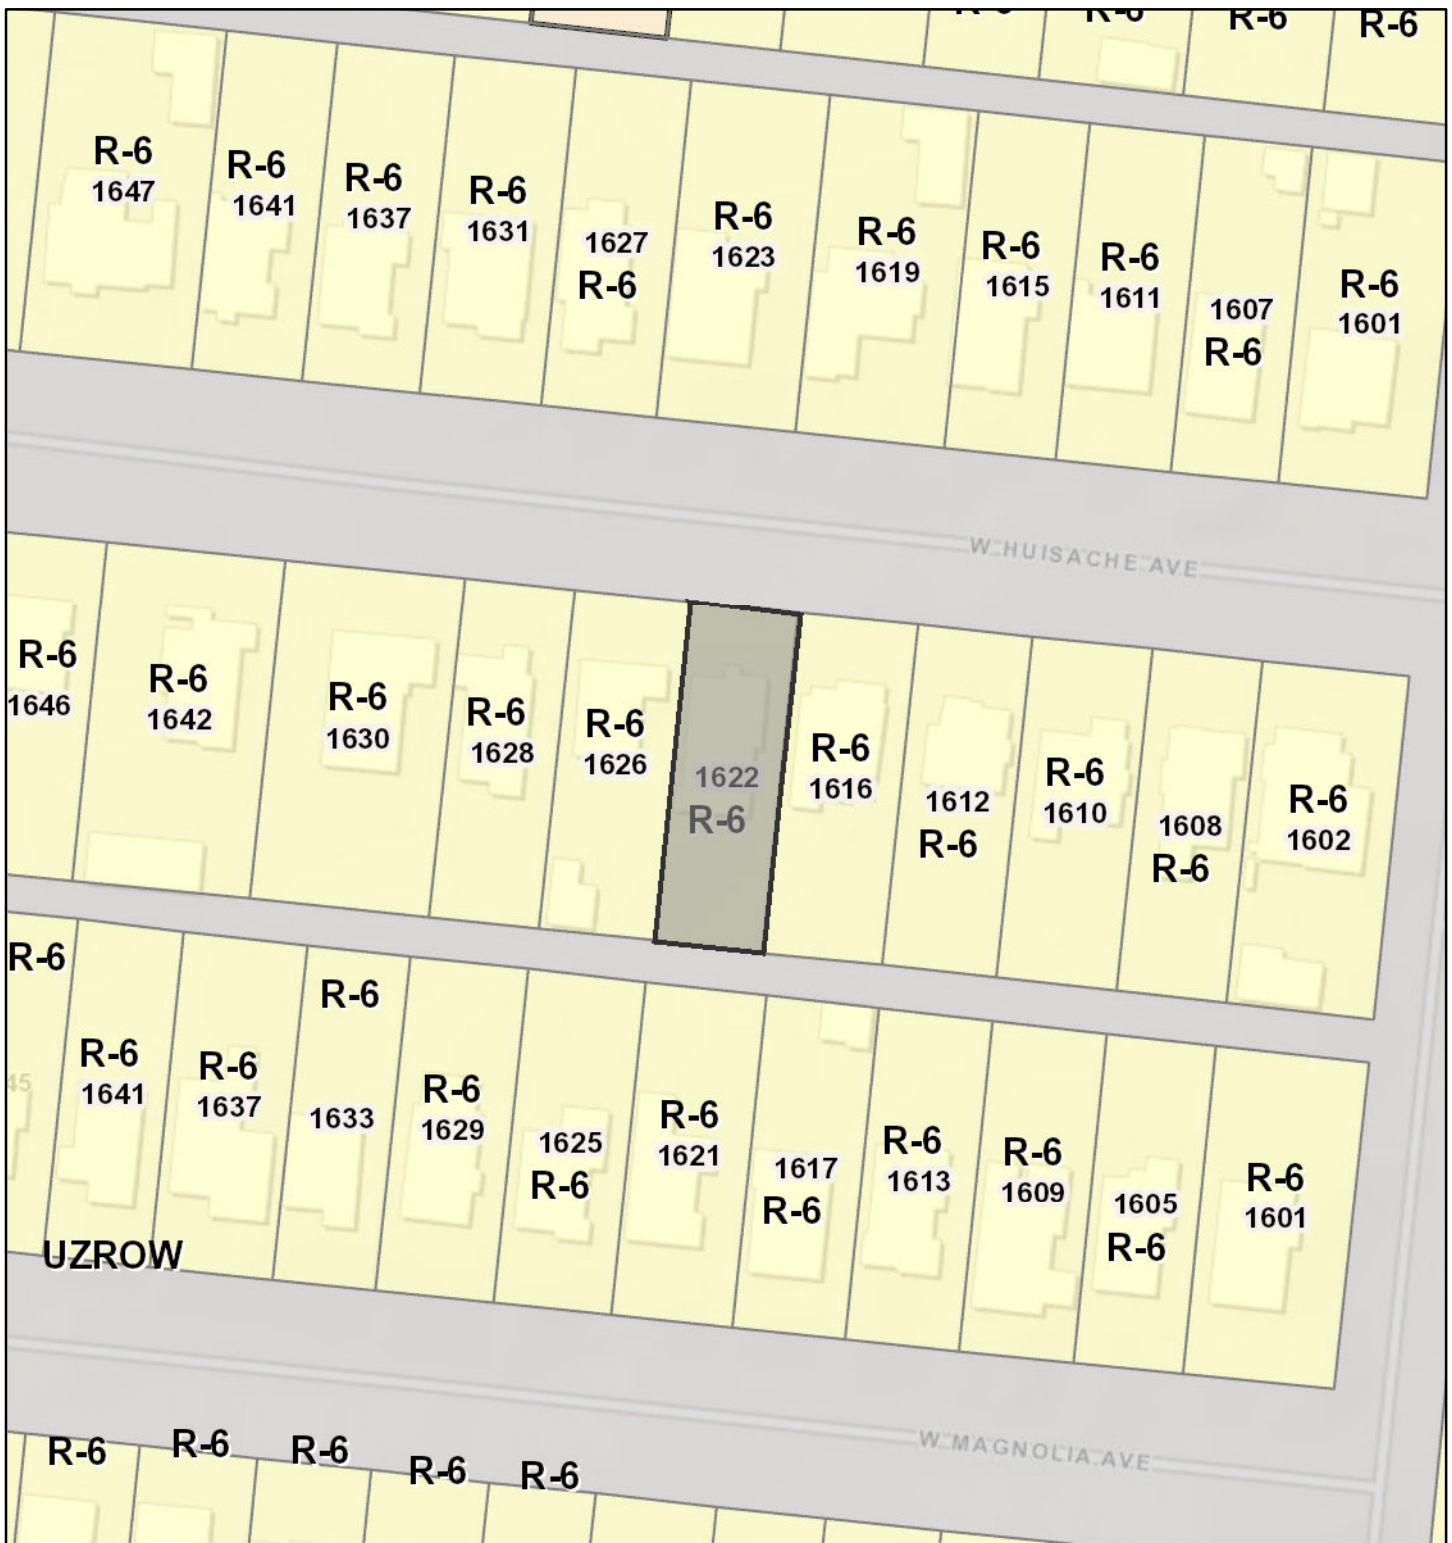 R-6
R-6
R-6
R-6
R-6
1647
R-6
1641
R-6
1637
R-6
1631
1627
R-6
R-6
1623
R-6
1619
R-6
1615
R-6
1611
1607
R-6
R-6
1601
W HUISACHE AVE
R-6
1646
R-6
1642
R-6
1630
R-6
1628
R-6
1626
1622
R-6
R-6
1616
1612
R-6
R-6
1610
1608
R-6
R-6
1602
R-6
45
R-6
1641
R-6
1637
R-6
1633
R-6
1629
1625
R-6
R-6
1621
1617
R-6
R-6
1613
R-6
1609
1605
R-6
R-6
1601
UZROW
W MAGNOLIA AVE
R-6
R-6
R-6
R-6
R-6